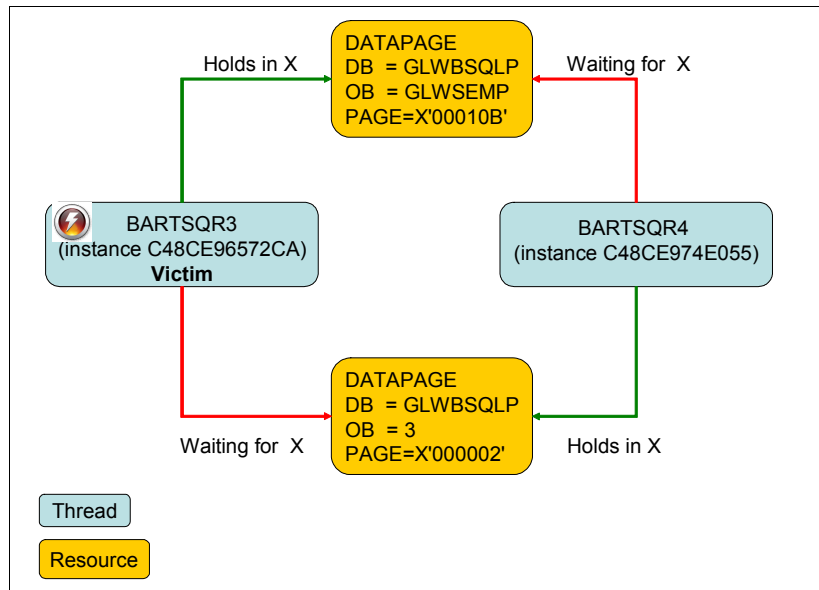 DATAPAGE
DB = GLWBSQLP
OB = GLWSEMP
PAGE=X'00010B'
Holds in X
Waiting for X
BARTSQR3
(instance C48CE96572CA)
Victim
BARTSQR4
(instance C48CE974E055)
DATAPAGE
DB = GLWBSQLP
OB = 3
PAGE=X'000002'
Waiting for X
Holds in X
Thread
Resource